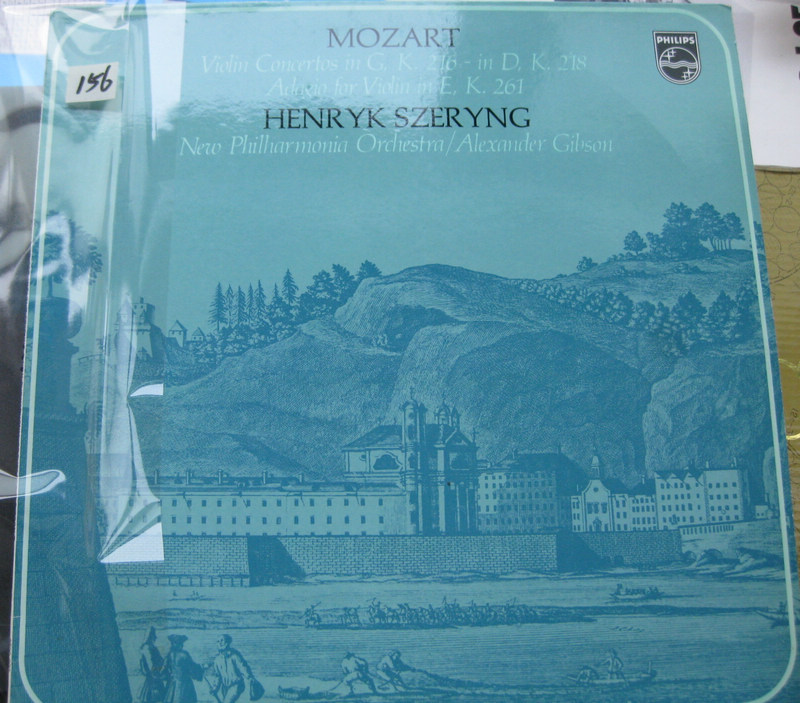 MOZART
Violin Concertos in G, K. 216 - in D, K. 218
Adagio for Violin in E, K. 261
HENRYK SZERYNG
New Philharmonia Orchestra/Alexander Gibson
PHILIPS
156